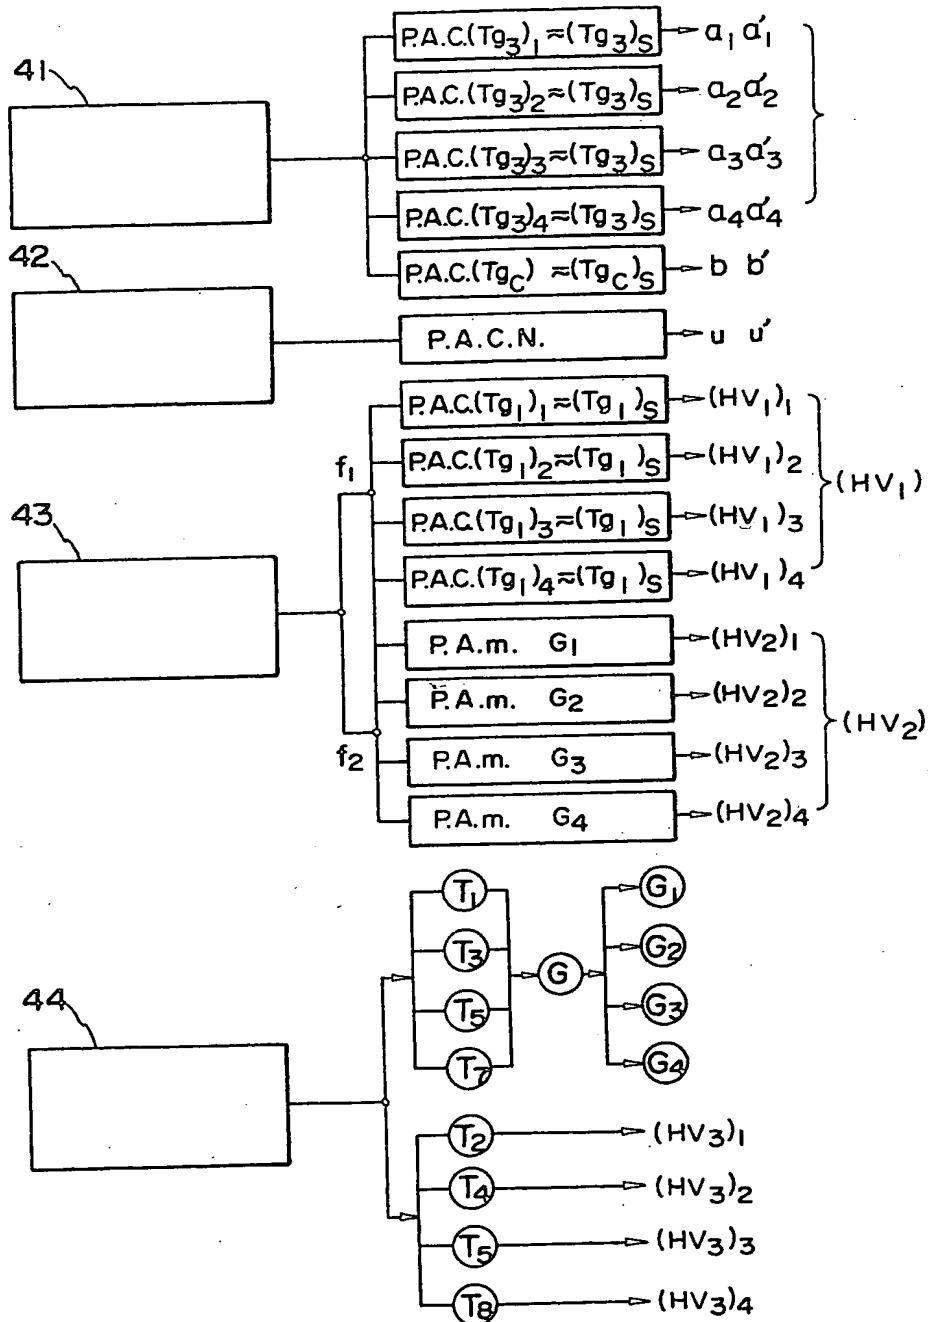 41
P.A.C.(Tg₃)₁≈(Tg₃)S → a₁ a′₁
P.A.C.(Tg₃)₂≈(Tg₃)S → a₂ a′₂
P.A.C.(Tg₃)₃≈(Tg₃)S → a₃ a′₃
P.A.C.(Tg₃)₄≈(Tg₃)S → a₄ a′₄
42
P.A.C.(TgC) ≈(TgC)S → b b′
P.A.C.N. → u u′
43
f₁
P.A.C.(Tg₁)₁≈(Tg₁)S → (HV₁)₁
P.A.C.(Tg₁)₂≈(Tg₁)S → (HV₁)₂
(HV₁)
P.A.C.(Tg₁)₃≈(Tg₁)S → (HV₁)₃
P.A.C.(Tg₁)₄≈(Tg₁)S → (HV₁)₄
P.A.m. G₁ → (HV₂)₁
P.A.m. G₂ → (HV₂)₂
(HV₂)
f₂
P.A.m. G₃ → (HV₂)₃
P.A.m. G₄ → (HV₂)₄
44
T₁
T₃
T₅
T₇
G
G₁
G₂
G₃
G₄
T₂ → (HV₃)₁
T₄ → (HV₃)₂
T₅ → (HV₃)₃
T₈ → (HV₃)₄